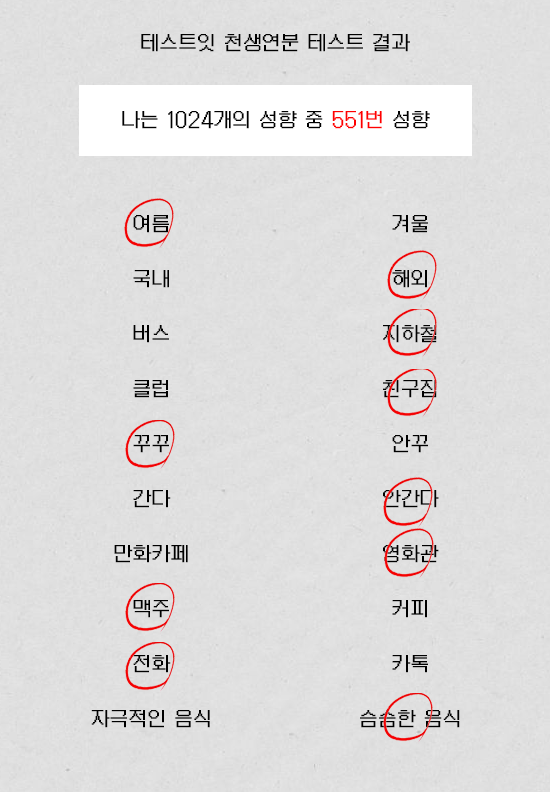 테스트잇 천생연분 테스트 결과
나는 1024개의 성향 중 551번 성향
여름 겨울
국내 해외
버스 지하철
클럽 친구집
꾸꾸 안꾸
간다 안간다
만화카페 영화관
맥주 커피
전화 카톡
자극적인 음식 슴슴한 음식